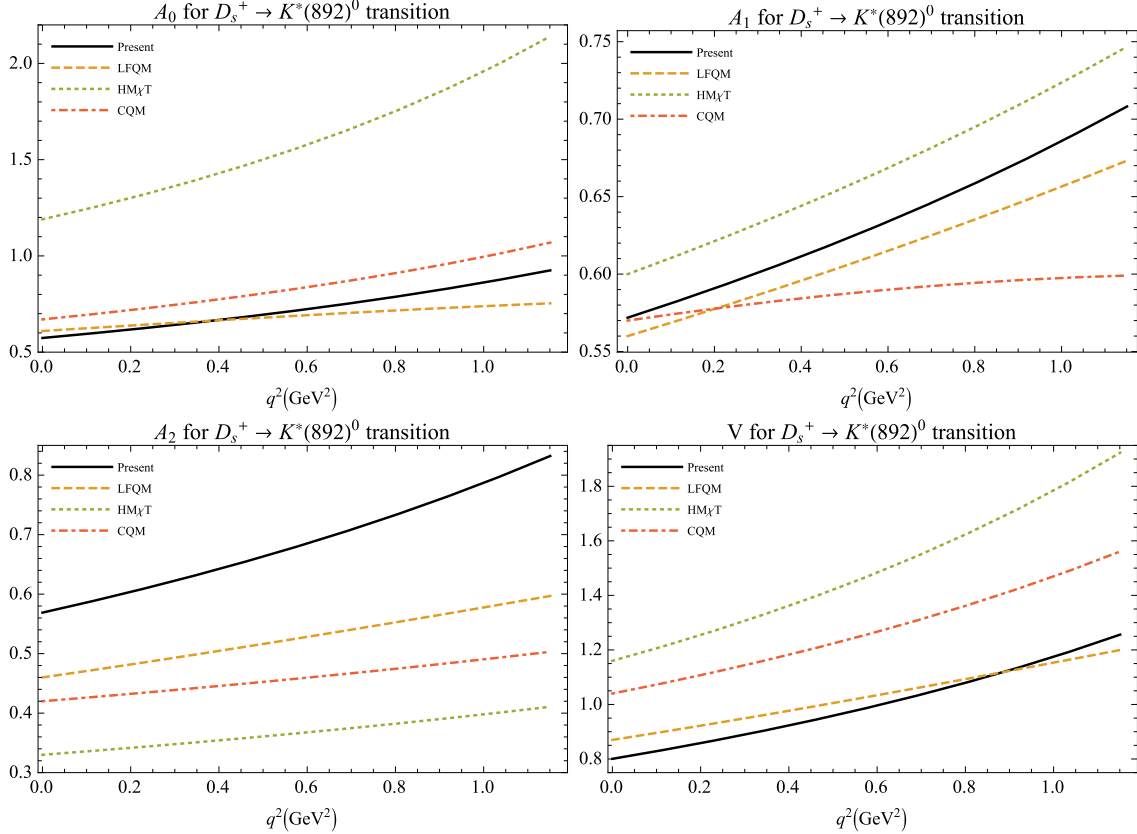 A₀ for Dₛ⁺ → K*(892)⁰ transition
Present
LFQM
HMχT
CQM
2.0
1.5
1.0
0.5
0.0 0.2 0.4 0.6 0.8 1.0
q²(GeV²)
A₁ for Dₛ⁺ → K*(892)⁰ transition
Present
LFQM
HMχT
CQM
0.75
0.70
0.65
0.60
0.55
0.0 0.2 0.4 0.6 0.8 1.0
q²(GeV²)
A₂ for Dₛ⁺ → K*(892)⁰ transition
Present
LFQM
HMχT
CQM
0.8
0.7
0.6
0.5
0.4
0.3
0.0 0.2 0.4 0.6 0.8 1.0
q²(GeV²)
V for Dₛ⁺ → K*(892)⁰ transition
Present
LFQM
HMχT
CQM
1.8
1.6
1.4
1.2
1.0
0.8
0.0 0.2 0.4 0.6 0.8 1.0
q²(GeV²)